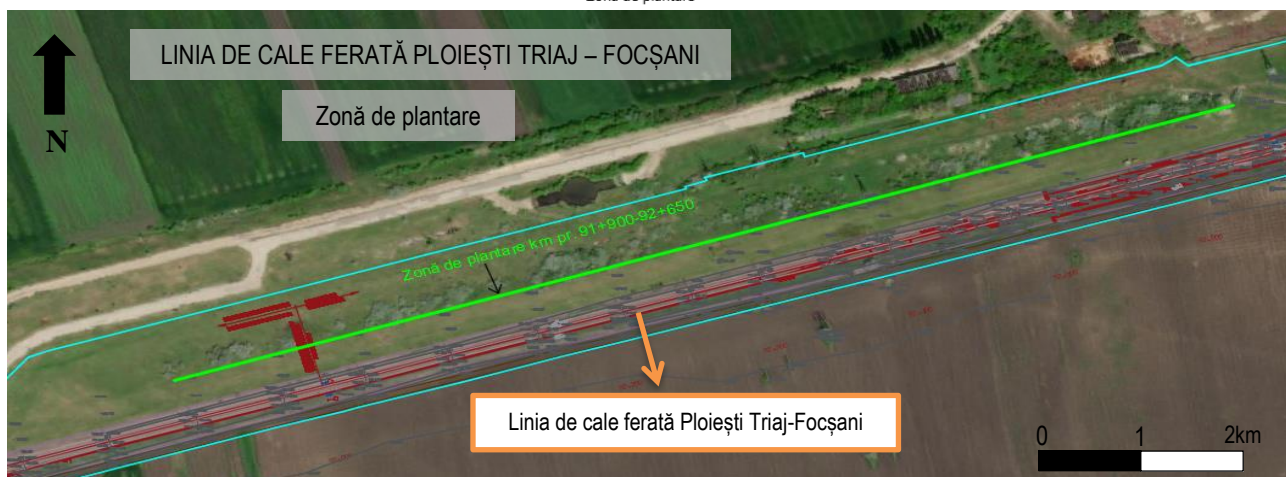 Zonă de plantare
LINIA DE CALE FERATĂ PLOIEȘTI TRIAJ – FOCȘANI
Zonă de plantare
N
Zonă de plantare km pr. 91+900-92+650
Linia de cale ferată Ploiești Triaj-Focșani
0 1 2km